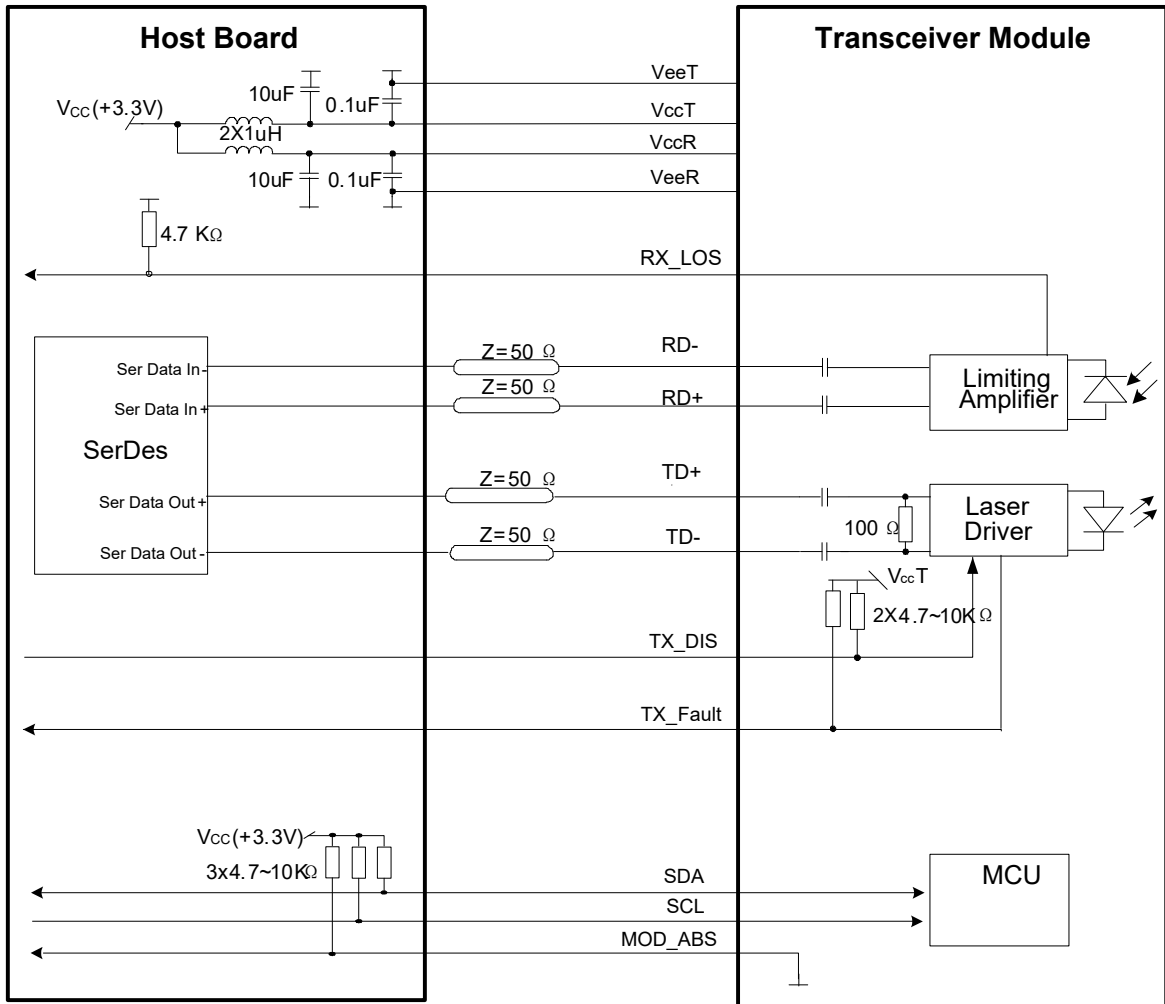 Host Board
Transceiver Module
VeeT
10uF
0.1uF
Vcc(+3.3V)
VccT
2X1uH
VccR
10uF
0.1uF
VeeR
4.7 KΩ
RX_LOS
Z=50 Ω
RD-
Ser Data In-
Limiting
Amplifier
Z=50 Ω
RD+
Ser Data In+
SerDes
Z=50 Ω
TD+
Ser Data Out+
Laser
Driver
100 Ω
Z=50 Ω
TD-
Ser Data Out-
VccT
2X4.7~10KΩ
TX_DIS
TX_Fault
Vcc(+3.3V)
3x4.7~10KΩ
SDA
MCU
SCL
MOD_ABS